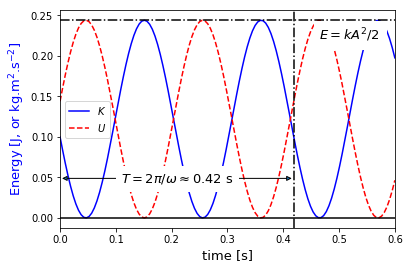 Energy [J, or kg.m².s⁻²]
0.25
0.20
0.15
0.10
0.05
0.00
E = kA²/2
K
U
T = 2π/ω ≈ 0.42 s
0.0 0.1 0.2 0.3 0.4 0.5 0.6
time [s]